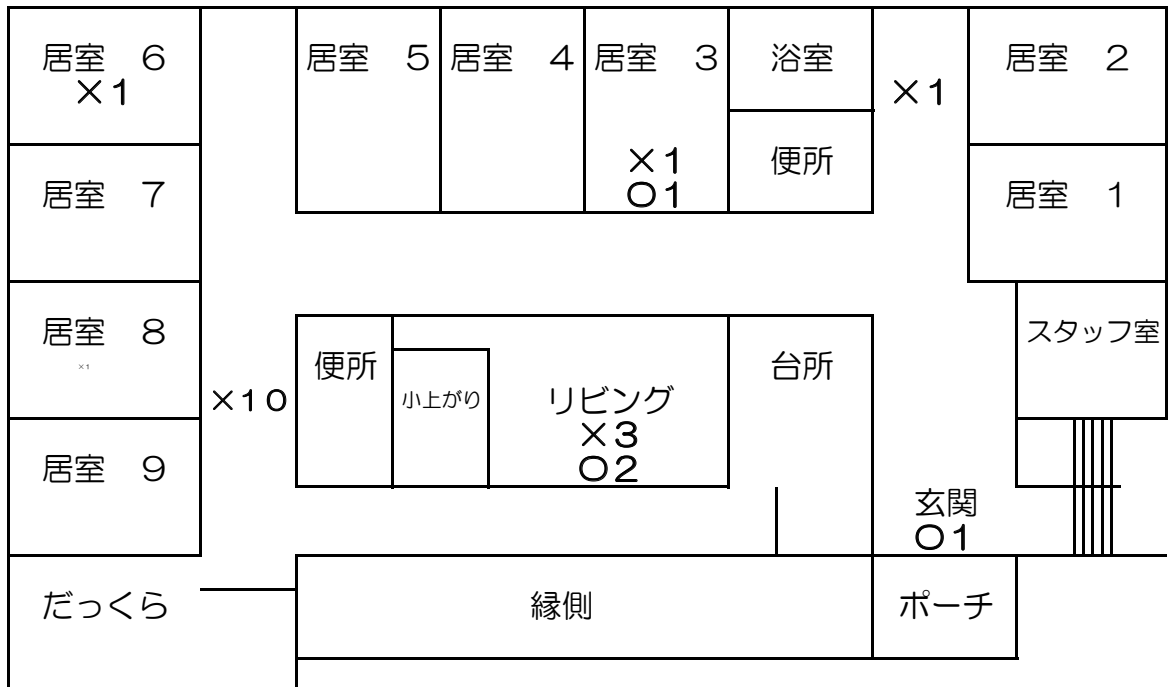 居室　６
×１
居室　５
居室　４
居室　３
×１
○１
浴室
便所
×１
居室　２
居室　１
居室　７
居室　８
×１
居室　９
×１０
便所
小上がり
リビング
×３
○２
台所
スタッフ室
玄関
○１
だっくら
縁側
ポーチ